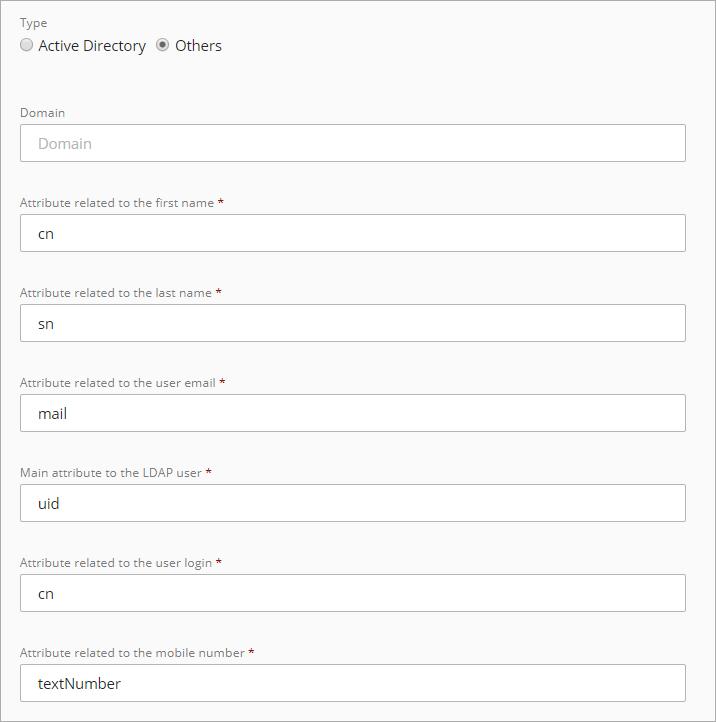 Type
Active Directory Others
Domain
Domain
Attribute related to the first name *
cn
Attribute related to the last name *
sn
Attribute related to the user email *
mail
Main attribute to the LDAP user *
uid
Attribute related to the user login *
cn
Attribute related to the mobile number *
textNumber